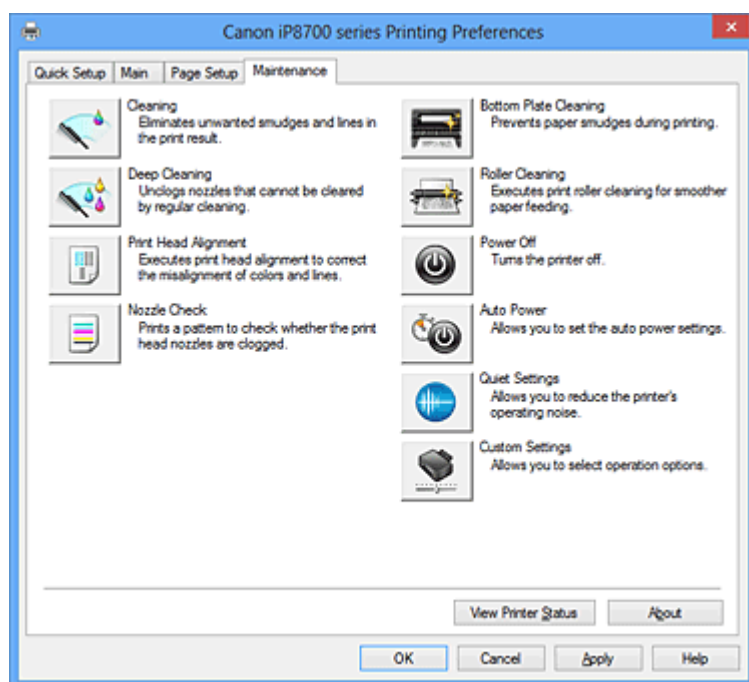 Canon iP8700 series Printing Preferences
Quick Setup Main Page Setup Maintenance
Cleaning
Eliminates unwanted smudges and lines in
the print result.
Deep Cleaning
Unclogs nozzles that cannot be cleared
by regular cleaning.
Print Head Alignment
Executes print head alignment to correct
the misalignment of colors and lines.
Nozzle Check
Prints a pattern to check whether the print
head nozzles are clogged.
Bottom Plate Cleaning
Prevents paper smudges during printing.
Roller Cleaning
Executes print roller cleaning for smoother
paper feeding.
Power Off
Turns the printer off.
Auto Power
Allows you to set the auto power settings.
Quiet Settings
Allows you to reduce the printer's
operating noise.
Custom Settings
Allows you to select operation options.
View Printer Status About
OK Cancel Apply Help